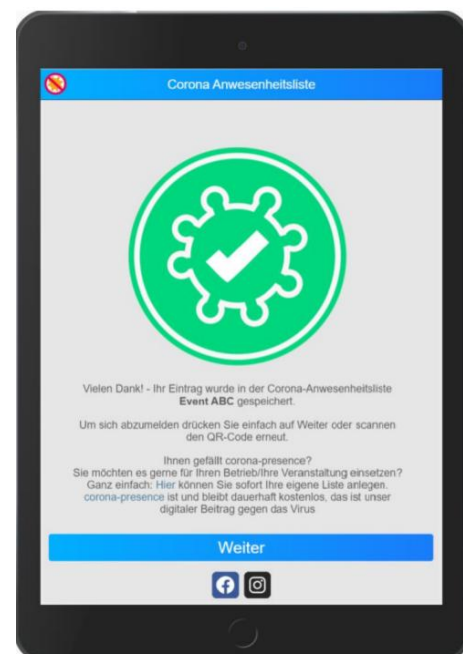 Corona Anwesenheitsliste
Vielen Dank! - Ihr Eintrag wurde in der Corona-Anwesenheitsliste
Event ABC gespeichert.
Um sich abzumelden drücken Sie einfach auf Weiter oder scannen
den QR-Code erneut.
Ihnen gefällt corona-presence?
Sie möchten es gerne für Ihren Betrieb/Ihre Veranstaltung einsetzen?
Ganz einfach: Hier können Sie sofort Ihre eigene Liste anlegen.
corona-presence ist und bleibt dauerhaft kostenlos, das ist unser
digitaler Beitrag gegen das Virus
Weiter